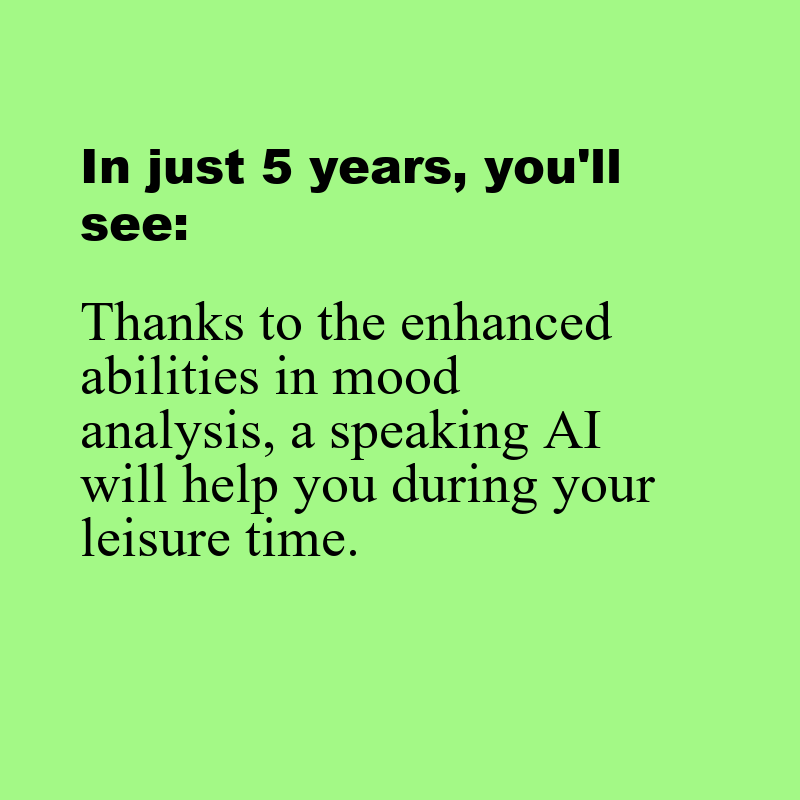 In just 5 years, you'll
see:
Thanks to the enhanced
abilities in mood
analysis, a speaking AI
will help you during your
leisure time.